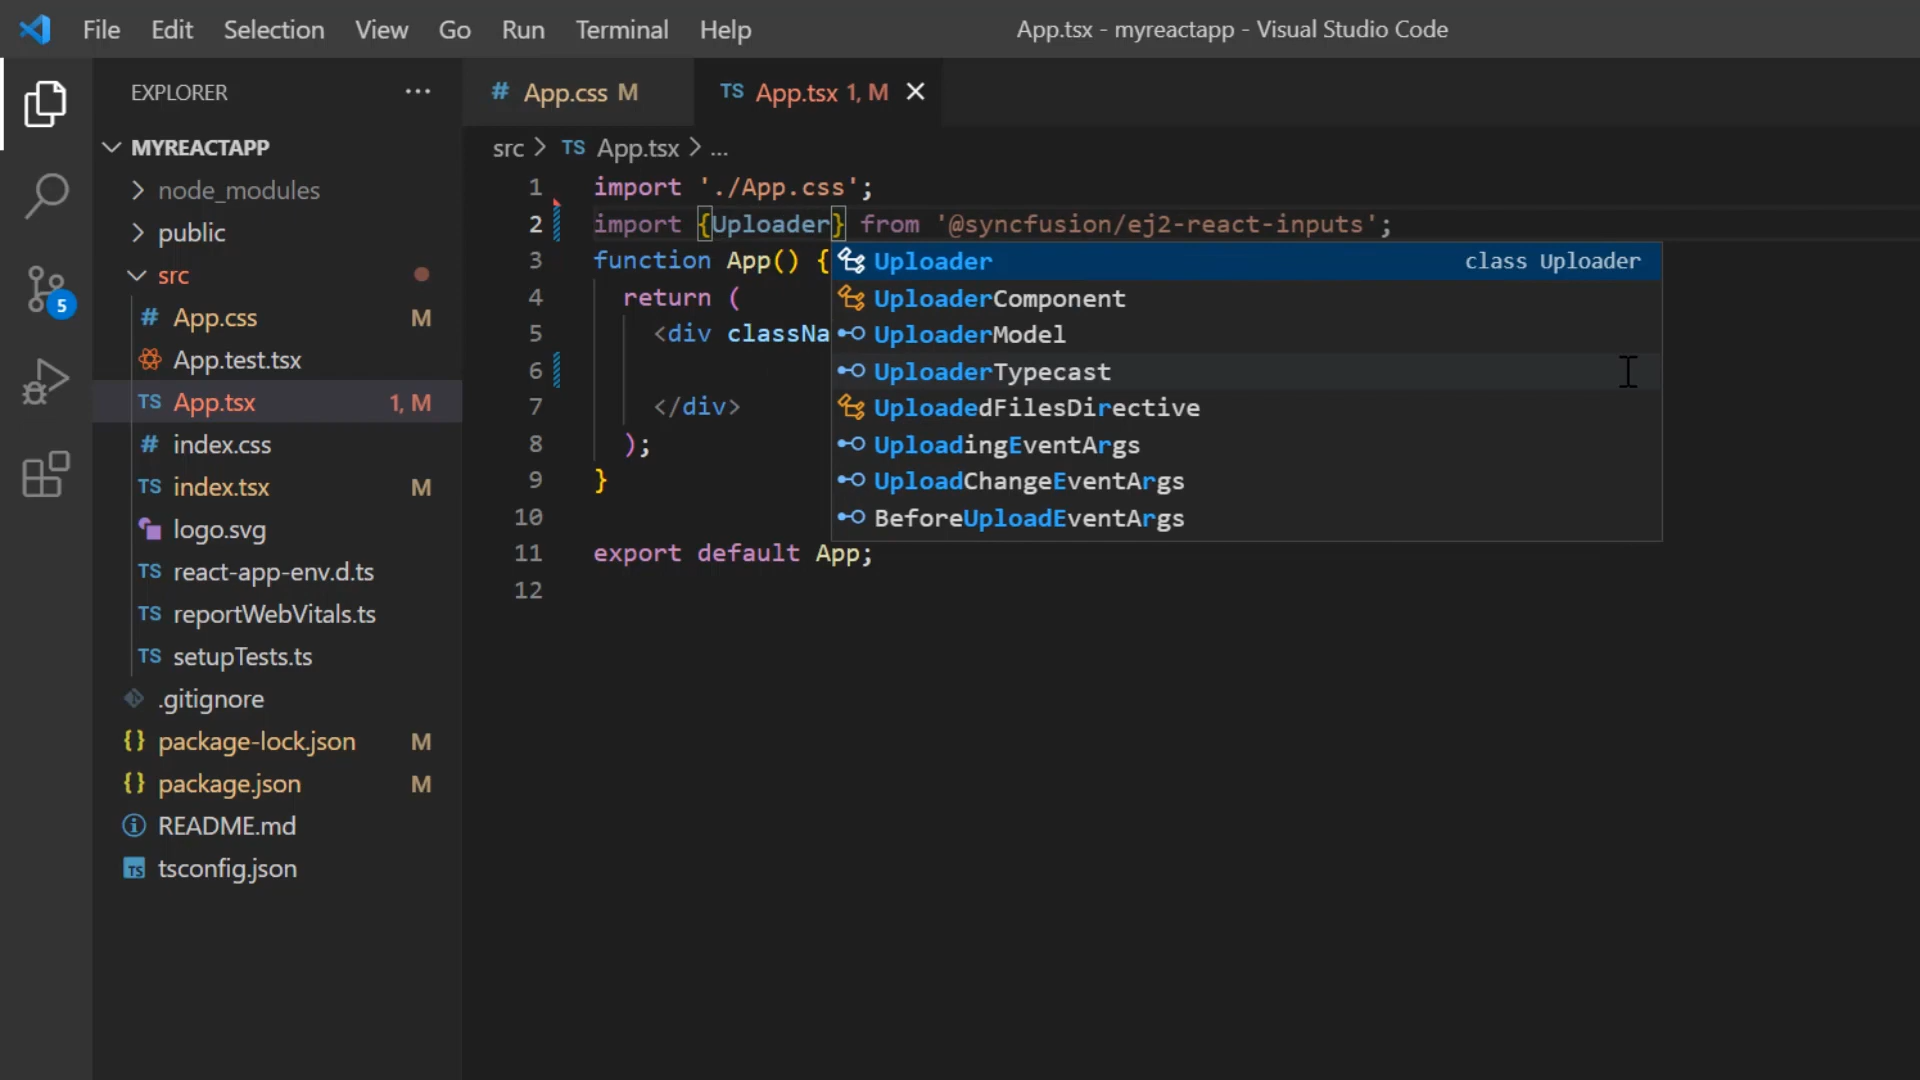 File Edit Selection View Go Run Terminal Help
App.tsx - myreactapp - Visual Studio Code
EXPLORER ...
MYREACTAPP
node_modules
public
src
# App.css M
App.test.tsx
TS App.tsx 1, M
# index.css
TS index.tsx M
logo.svg
TS react-app-env.d.ts
TS reportWebVitals.ts
TS setupTests.ts
.gitignore
{} package-lock.json M
{} package.json M
README.md
TS tsconfig.json
5
# App.css M
TS App.tsx 1, M
src > TS App.tsx > ...
1 import './App.css';
2 import {Uploader} from '@syncfusion/ej2-react-inputs';
3 function App() {
4 return (
5 <div classNa
6
7 </div>
8 );
9 }
10
11 export default App;
12
Uploader class Uploader
UploaderComponent
UploaderModel
UploaderTypecast
UploadedFilesDirective
UploadingEventArgs
UploadChangeEventArgs
BeforeUploadEventArgs